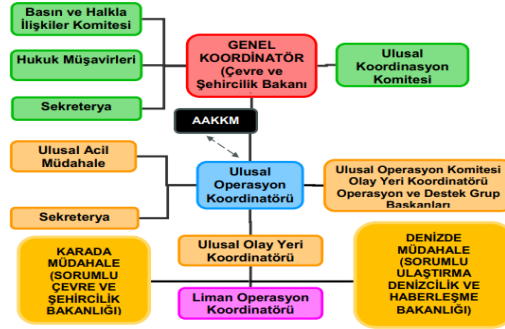 Basın ve Halkla
İlişkiler Komitesi
Hukuk Müşavirleri
Sekreterya
GENEL
KOORDİNATÖR
(Çevre ve
Şehircilik Bakanı
Ulusal
Koordinasyon
Komitesi
AAKKM
Ulusal Acil
Müdahale
Sekreterya
Ulusal
Operasyon
Koordinatörü
Ulusal Operasyon Komitesi
Olay Yeri Koordinatörü
Operasyon ve Destek Grup
Başkanları
KARADA
MÜDAHALE
(SORUMLU
ÇEVRE VE
ŞEHİRCİLİK
BAKANLIĞI)
Ulusal Olay Yeri
Koordinatörü
Liman Operasyon
Koordinatörü
DENİZDE
MÜDAHALE
(SORUMLU
ULAŞTIRMA
DENİZCİLİK VE
HABERLEŞME
BAKANLIĞI)